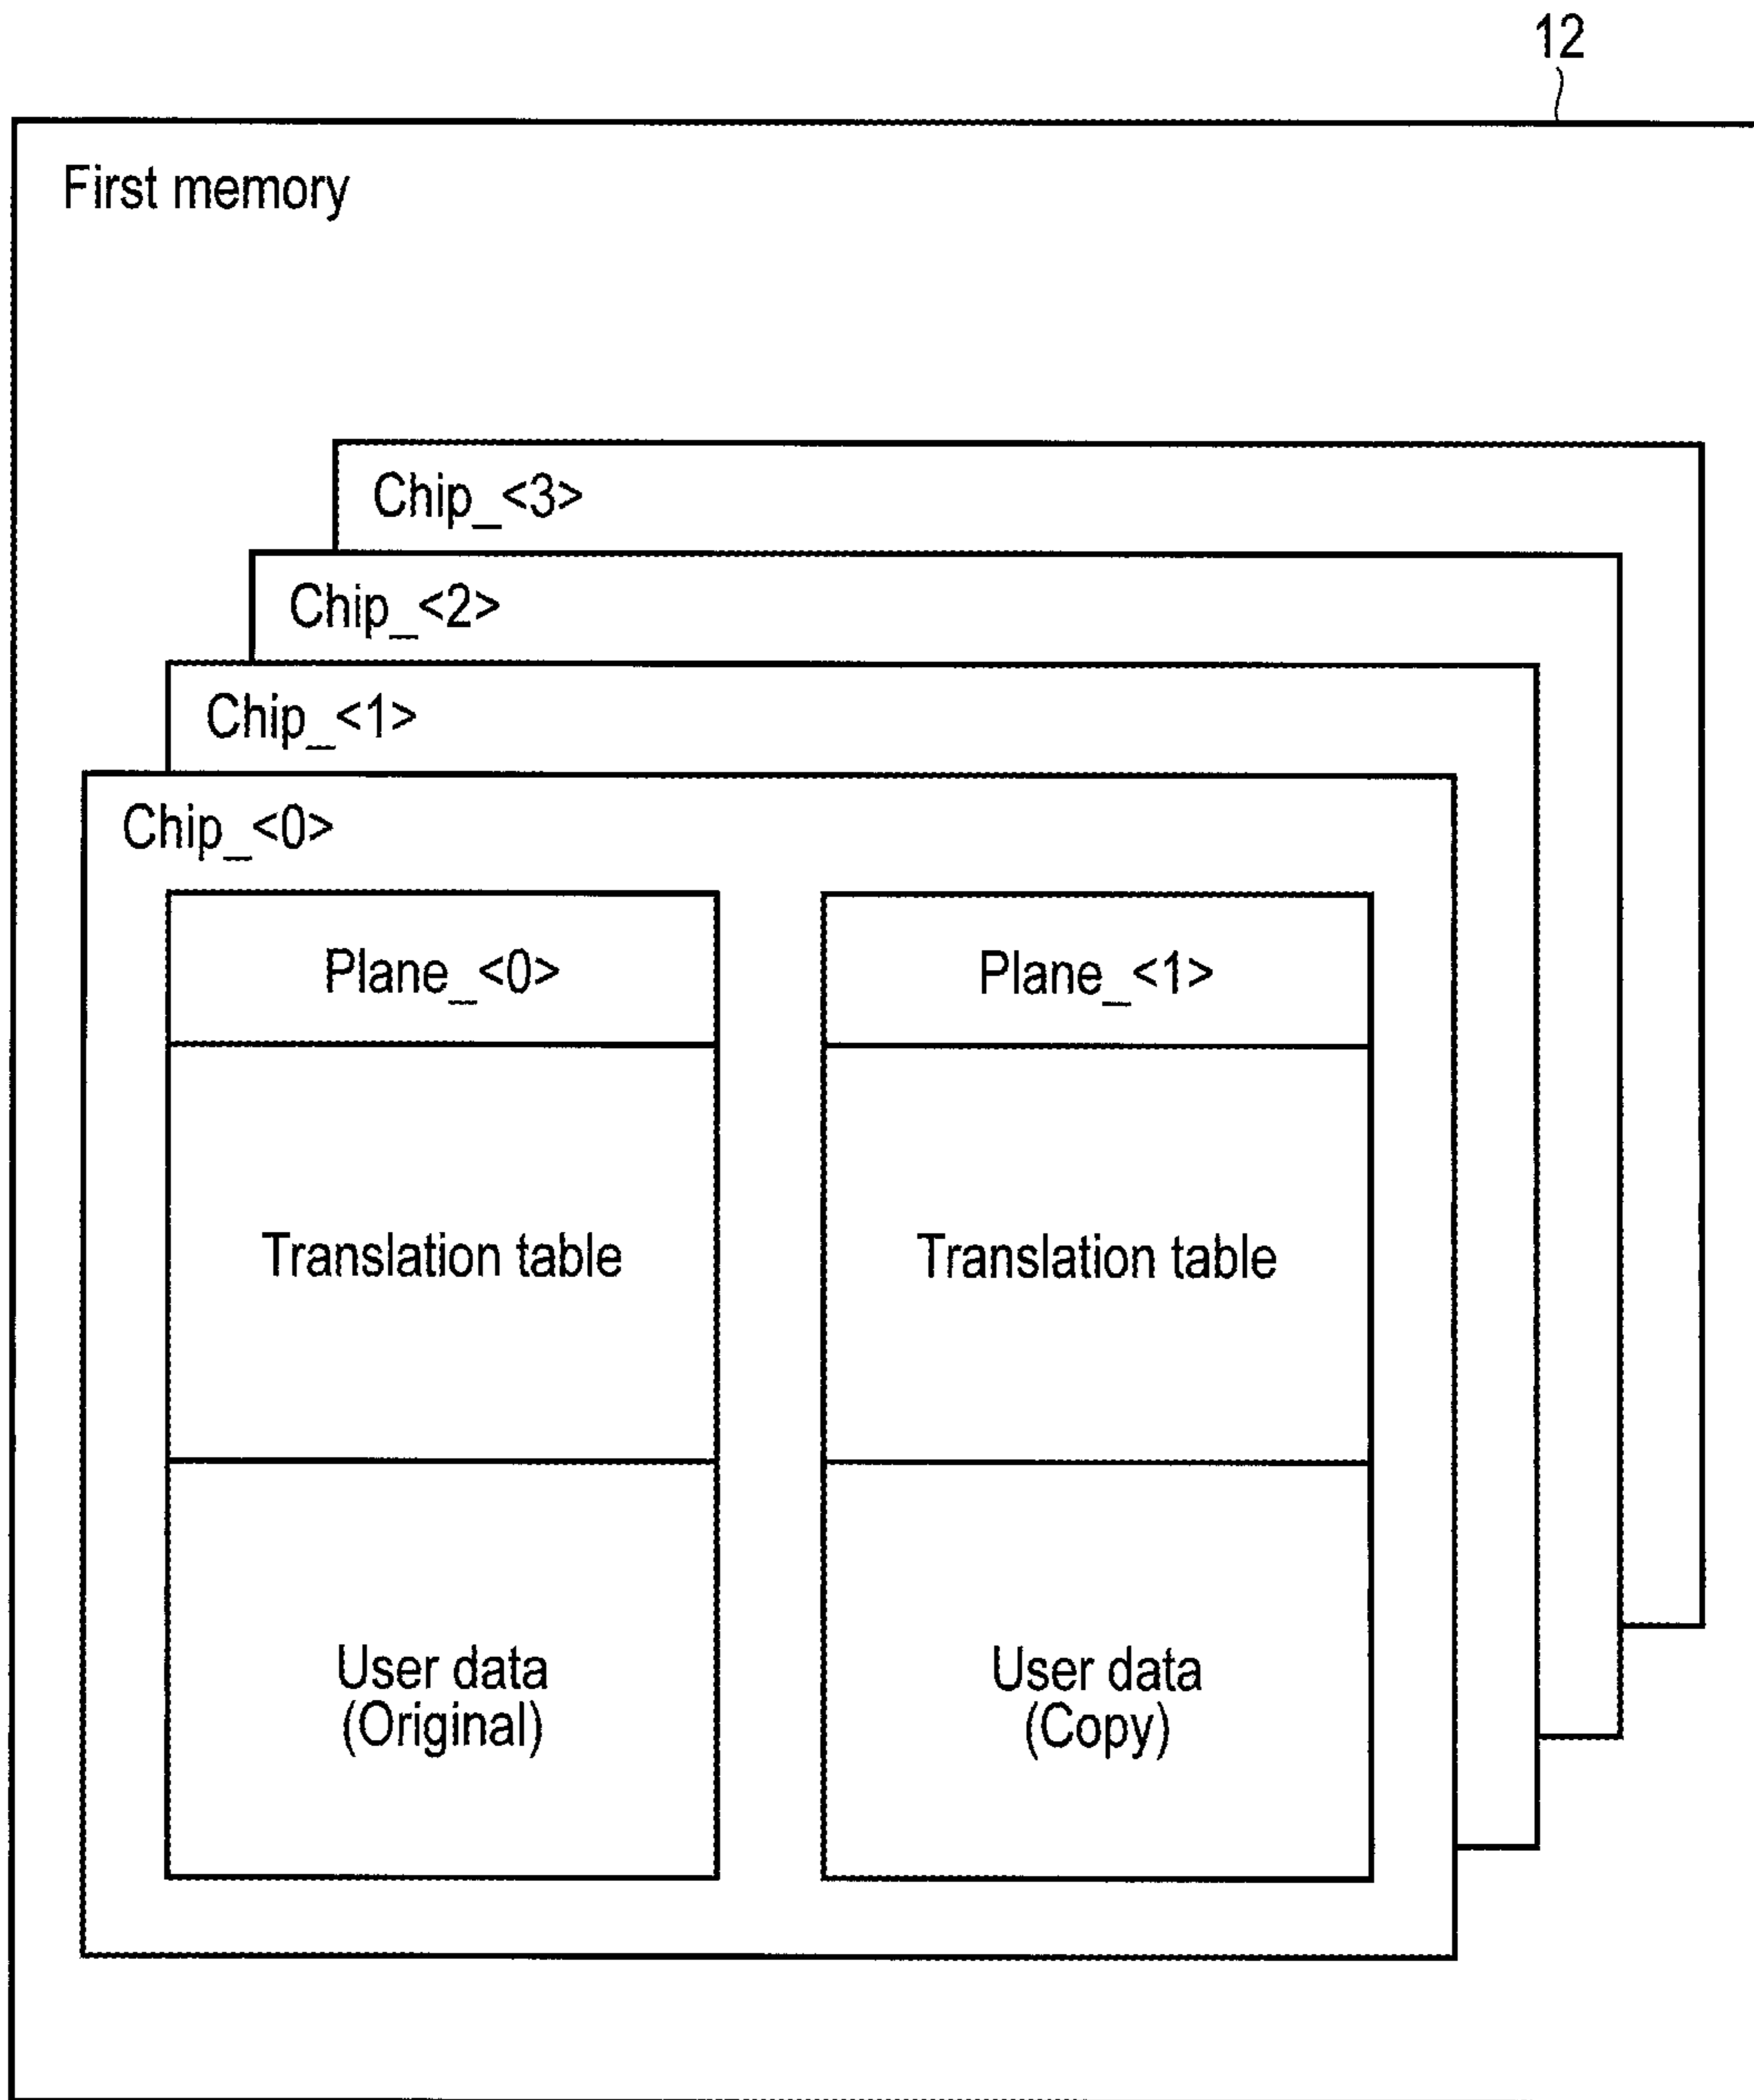 12
First memory
Chip_<3>
Chip_<2>
Chip_<1>
Chip_<0>
Plane_<0>
Plane_<1>
Translation table
Translation table
User data
(Original)
User data
(Copy)